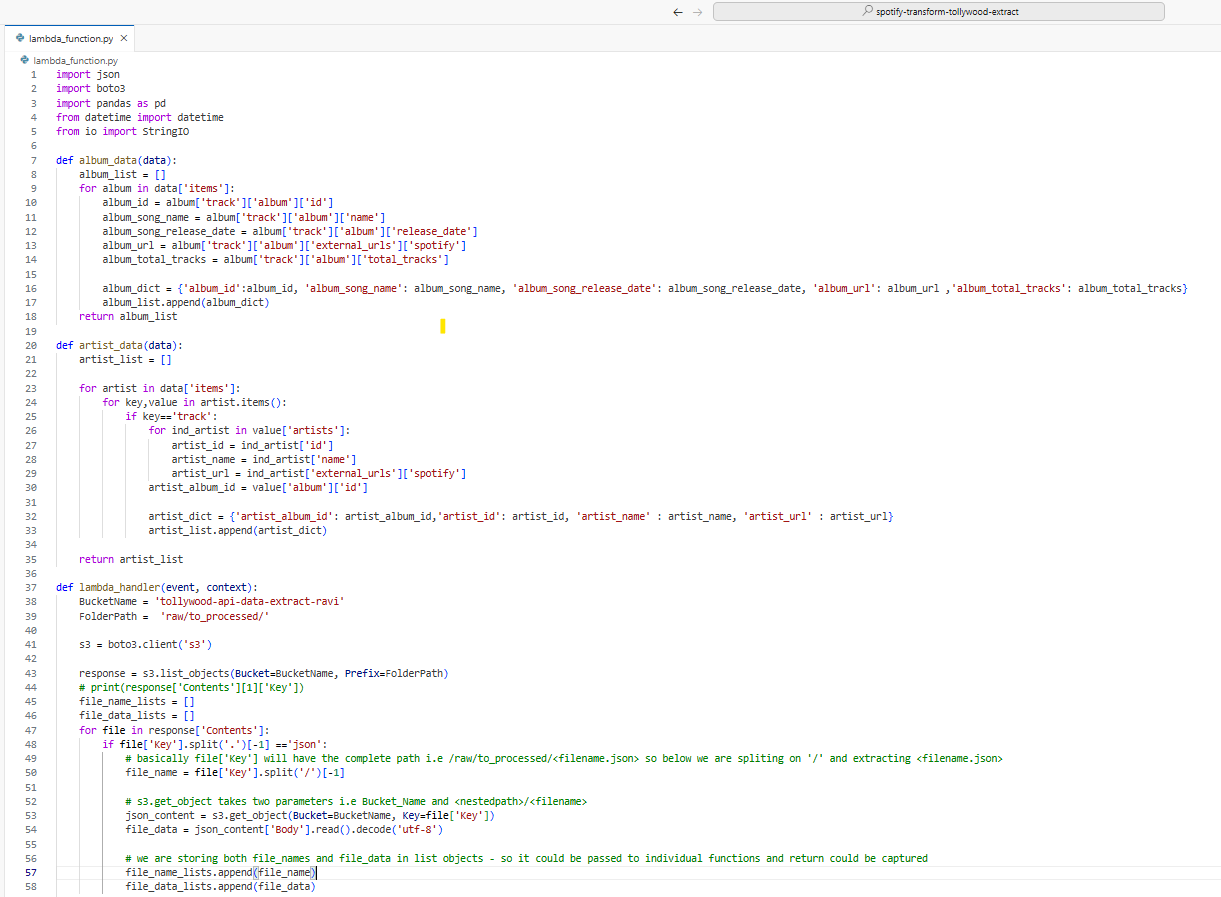 spotify-transform-tollywood-extract
lambda_function.py
lambda_function.py
1 import json
2 import boto3
3 import pandas as pd
4 from datetime import datetime
5 from io import StringIO
6
7 def album_data(data):
8     album_list = []
9     for album in data['items']:
10         album_id = album['track']['album']['id']
11         album_song_name = album['track']['album']['name']
12         album_song_release_date = album['track']['album']['release_date']
13         album_url = album['track']['album']['external_urls']['spotify']
14         album_total_tracks = album['track']['album']['total_tracks']
15
16         album_dict = {'album_id':album_id, 'album_song_name': album_song_name, 'album_song_release_date': album_song_release_date, 'album_url': album_url ,'album_total_tracks': album_total_tracks}
17         album_list.append(album_dict)
18     return album_list
19
20 def artist_data(data):
21     artist_list = []
22
23     for artist in data['items']:
24         for key,value in artist.items():
25             if key=='track':
26                 for ind_artist in value['artists']:
27                     artist_id = ind_artist['id']
28                     artist_name = ind_artist['name']
29                     artist_url = ind_artist['external_urls']['spotify']
30                 artist_album_id = value['album']['id']
31
32                 artist_dict = {'artist_album_id': artist_album_id,'artist_id': artist_id, 'artist_name' : artist_name, 'artist_url' : artist_url}
33                 artist_list.append(artist_dict)
34
35     return artist_list
36
37 def lambda_handler(event, context):
38     BucketName = 'tollywood-api-data-extract-ravi'
39     FolderPath =  'raw/to_processed/'
40
41     s3 = boto3.client('s3')
42
43     response = s3.list_objects(Bucket=BucketName, Prefix=FolderPath)
44     # print(response['Contents'][1]['Key'])
45     file_name_lists = []
46     file_data_lists = []
47     for file in response['Contents']:
48         if file['Key'].split('.')[-1] =='json':
49             # basically file['Key'] will have the complete path i.e /raw/to_processed/<filename.json> so below we are spliting on '/' and extracting <filename.json>
50             file_name = file['Key'].split('/')[-1]
51
52             # s3.get_object takes two parameters i.e Bucket_Name and <nestedpath>/<filename>
53             json_content = s3.get_object(Bucket=BucketName, Key=file['Key'])
54             file_data = json_content['Body'].read().decode('utf-8')
55
56             # we are storing both file_names and file_data in list objects - so it could be passed to individual functions and return could be captured
57             file_name_lists.append(file_name)
58             file_data_lists.append(file_data)